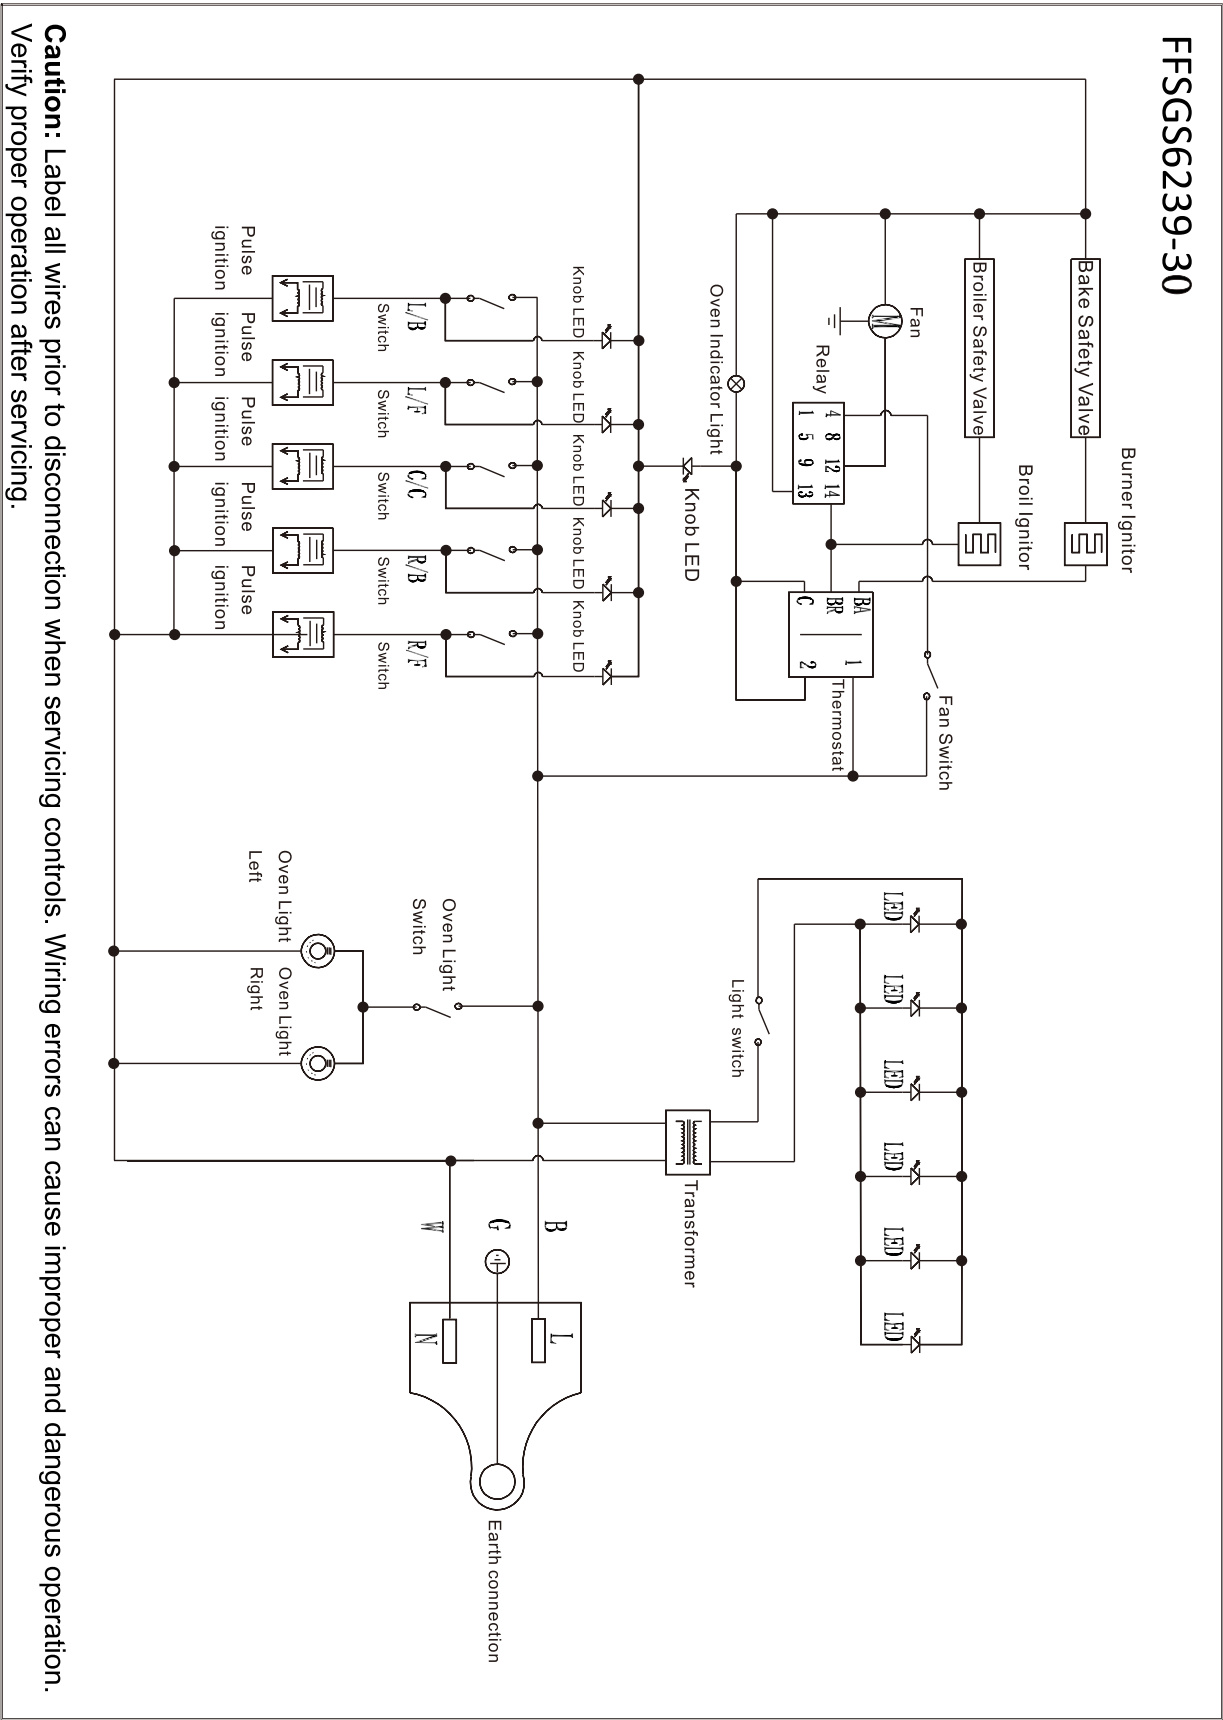 FFSGS6239-30
Bake Safety Valve
Burner Ignitor
Broiler Safety Valve
Broil Ignitor
Fan
M
Fan Switch
Relay
4 8 12 14
1 5 9 13
BA
BR
C
1
2
Thermostat
Oven Indicator Light
Knob LED
LED
LED
LED
LED
LED
LED
Light switch
Transformer
Knob LED
Knob LED
Knob LED
Knob LED
Knob LED
L/B
Switch
L/F
Switch
C/C
Switch
R/B
Switch
R/F
Switch
Pulse
ignition
Pulse
ignition
Pulse
ignition
Pulse
ignition
Pulse
ignition
Oven Light
Switch
Oven Light
Left
Oven Light
Right
B
G
W
L
N
Earth connection
Caution: Label all wires prior to disconnection when servicing controls. Wiring errors can cause improper and dangerous operation.
Verify proper operation after servicing.